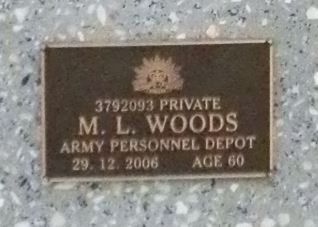 3792093 PRIVATE
M. L. WOODS
ARMY PERSONNEL DEPOT
29. 12. 2006 AGE 60